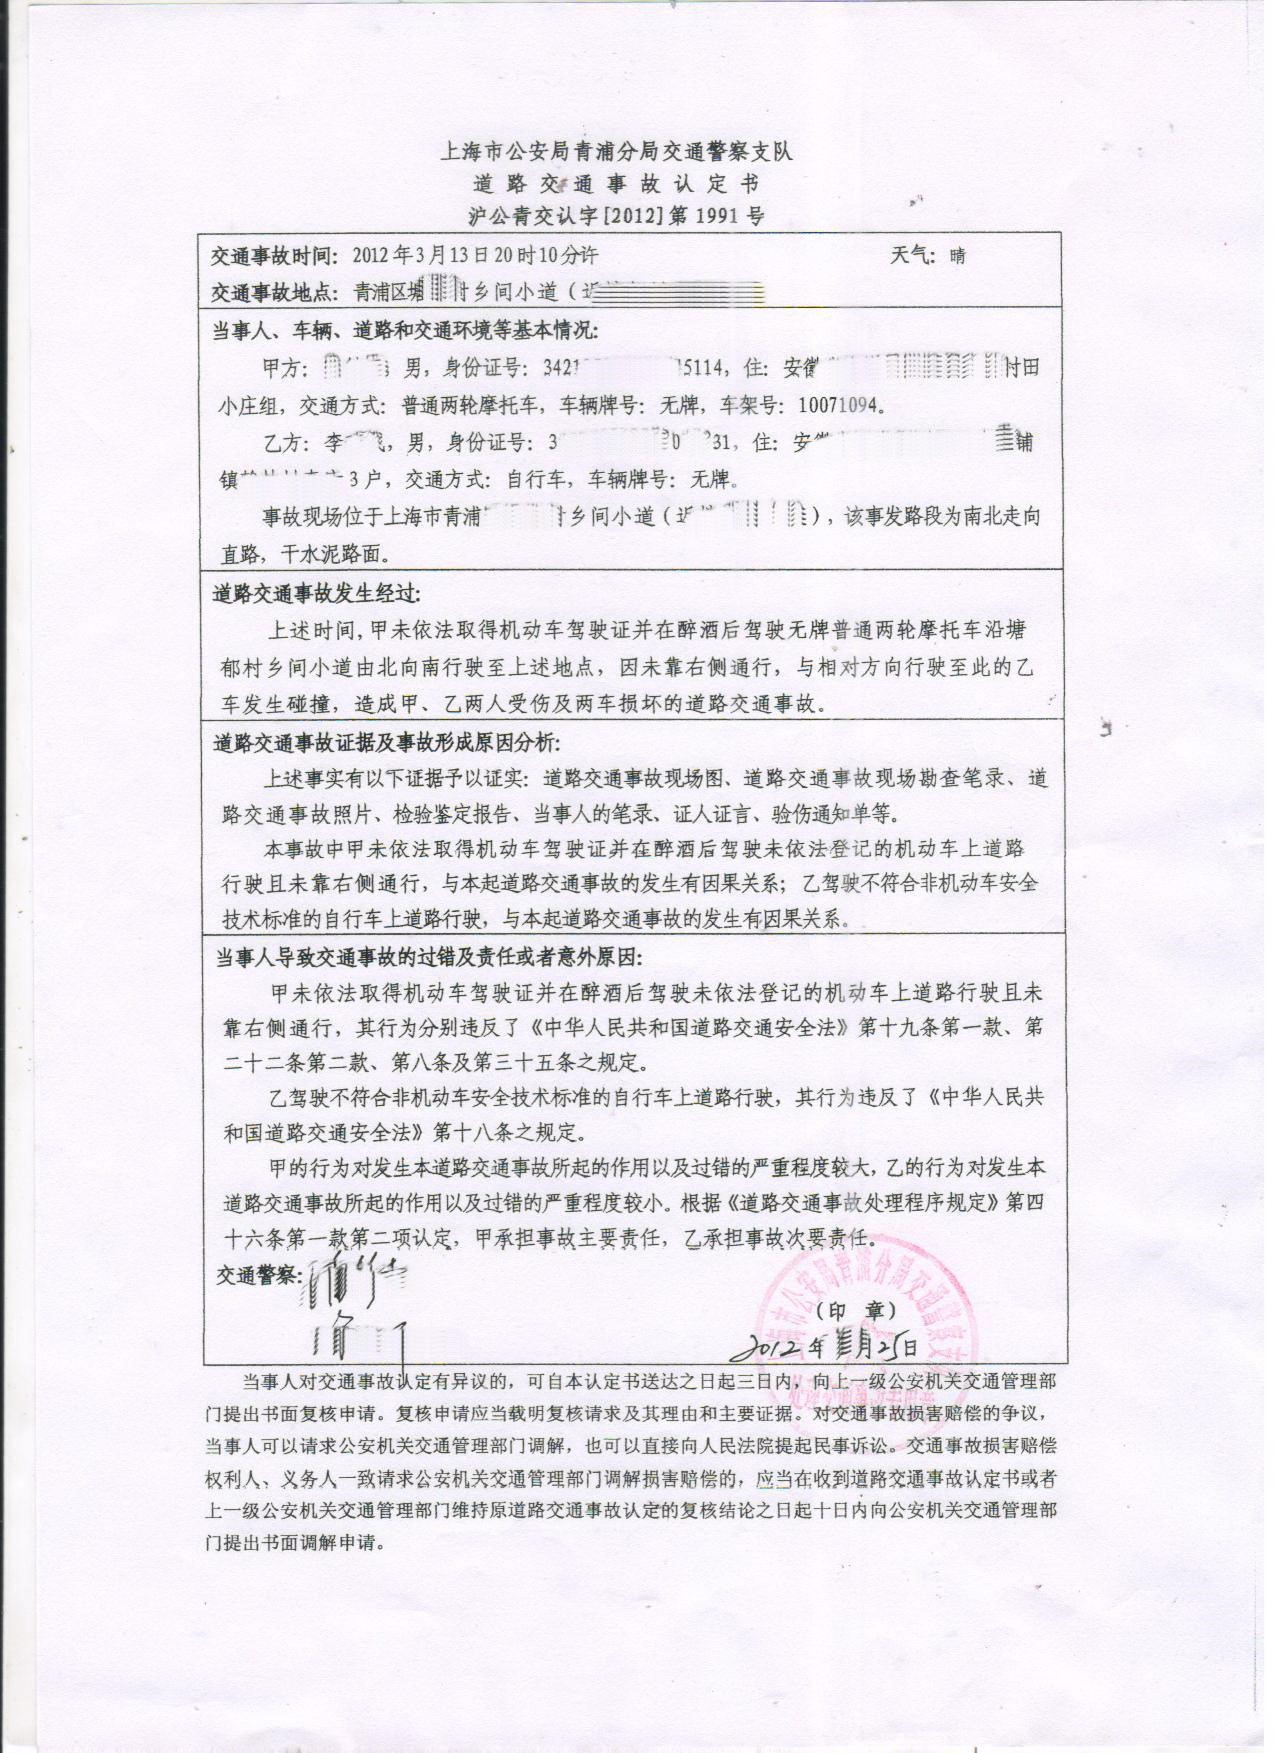 上海市公安局青浦分局交通警察支队
道路交通事故认定书
沪公青交认字[2012]第1991号
交通事故时间：2012年3月13日20时10分许 天气：晴
交通事故地点：青浦区塘 村乡间小道（近
当事人、车辆、道路和交通环境等基本情况：
甲方： ，男，身份证号：3421 5114，住：安徽 村田
小庄组，交通方式：普通两轮摩托车，车辆牌号：无牌，车架号：10071094。
乙方：李 飞，男，身份证号：3 0 31，住：安徽 铺
镇 3户，交通方式：自行车，车辆牌号：无牌。
事故现场位于上海市青浦 村乡间小道（近 ），该事发路段为南北走向
直路，干水泥路面。
道路交通事故发生经过：
上述时间，甲未依法取得机动车驾驶证并在醉酒后驾驶无牌普通两轮摩托车沿塘
郁村乡间小道由北向南行驶至上述地点，因未靠右侧通行，与相对方向行驶至此的乙
车发生碰撞，造成甲、乙两人受伤及两车损坏的道路交通事故。
道路交通事故证据及事故形成原因分析：
上述事实有以下证据予以证实：道路交通事故现场图、道路交通事故现场勘查笔录、道
路交通事故照片、检验鉴定报告、当事人的笔录、证人证言、验伤通知单等。
本事故中甲未依法取得机动车驾驶证并在醉酒后驾驶未依法登记的机动车上道路
行驶且未靠右侧通行，与本起道路交通事故的发生有因果关系；乙驾驶不符合非机动车安全
技术标准的自行车上道路行驶，与本起道路交通事故的发生有因果关系。
当事人导致交通事故的过错及责任或者意外原因：
甲未依法取得机动车驾驶证并在醉酒后驾驶未依法登记的机动车上道路行驶且未
靠右侧通行，其行为分别违反了《中华人民共和国道路交通安全法》第十九条第一款、第
二十二条第二款、第八条及第三十五条之规定。
乙驾驶不符合非机动车安全技术标准的自行车上道路行驶，其行为违反了《中华人民共
和国道路交通安全法》第十八条之规定。
甲的行为对发生本道路交通事故所起的作用以及过错的严重程度较大，乙的行为对发生本
道路交通事故所起的作用以及过错的严重程度较小。根据《道路交通事故处理程序规定》第四
十六条第一款第二项认定，甲承担事故主要责任，乙承担事故次要责任。
交通警察：
（印 章）
2012年 月25日
当事人对交通事故认定有异议的，可自本认定书送达之日起三日内，向上一级公安机关交通管理部
门提出书面复核申请。复核申请应当载明复核请求及其理由和主要证据。对交通事故损害赔偿的争议，
当事人可以请求公安机关交通管理部门调解，也可以直接向人民法院提起民事诉讼。交通事故损害赔偿
权利人、义务人一致请求公安机关交通管理部门调解损害赔偿的，应当在收到道路交通事故认定书或者
上一级公安机关交通管理部门维持原道路交通事故认定的复核结论之日起十日内向公安机关交通管理部
门提出书面调解申请。